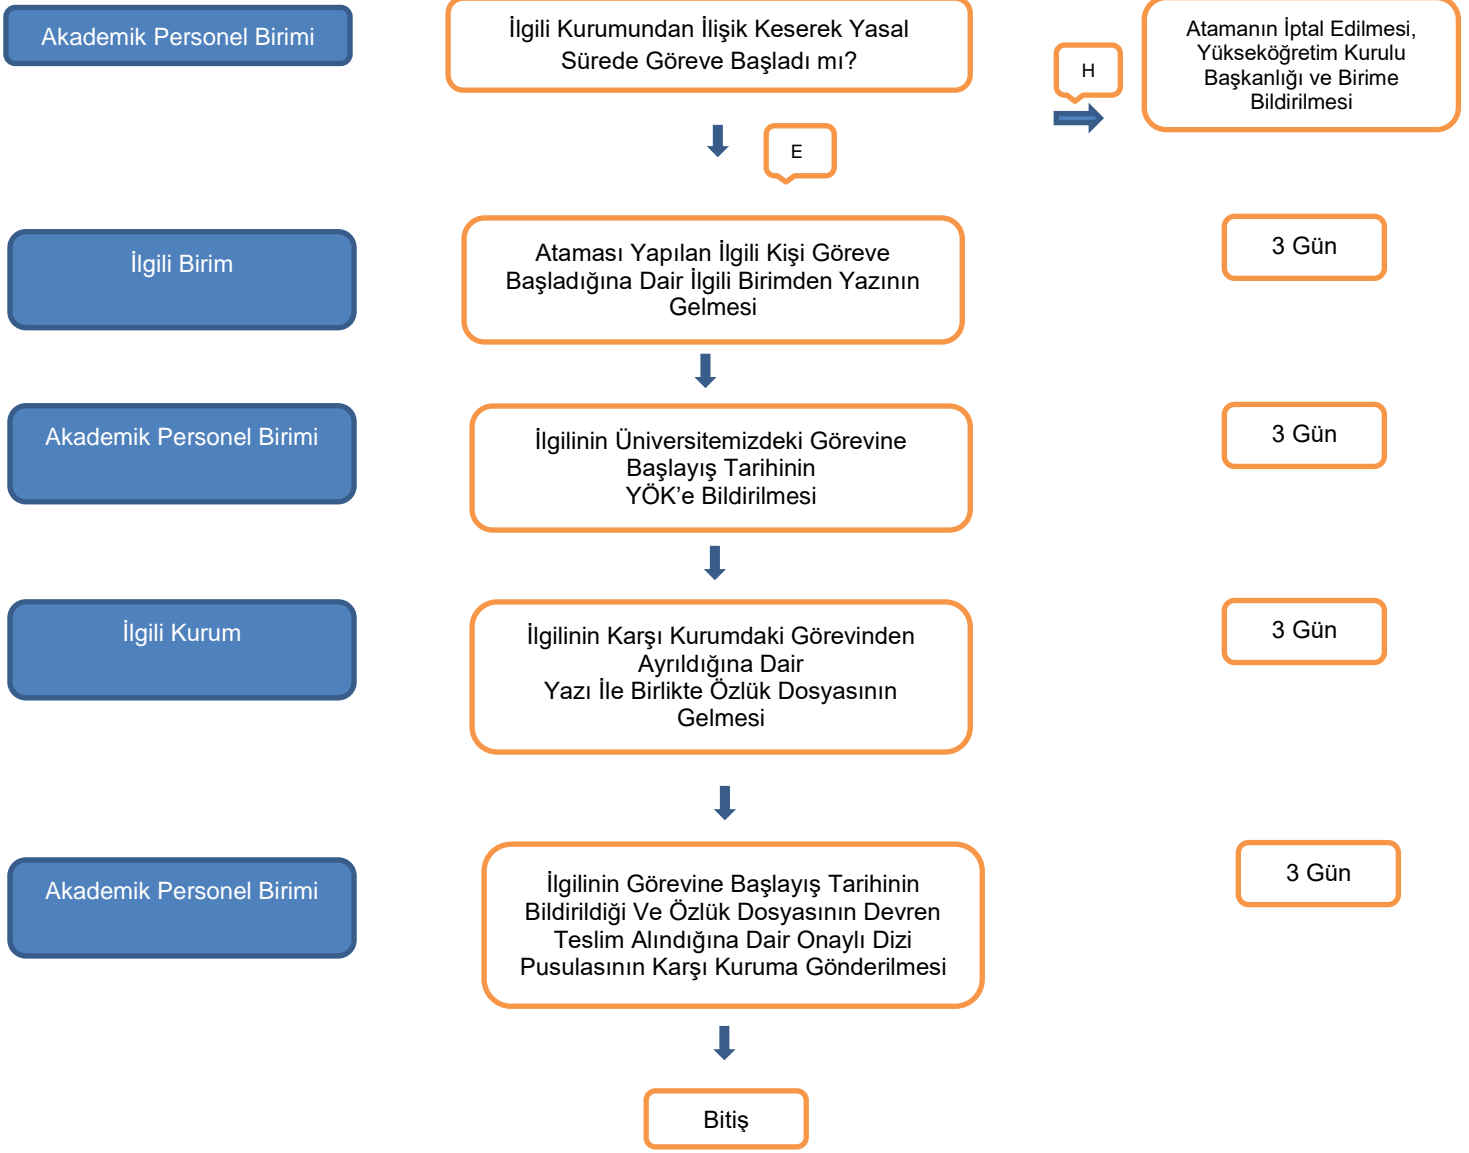 Akademik Personel Birimi
İlgili Kurumundan İlişik Keserek Yasal
Sürede Göreve Başladı mı?
H
Atamanın İptal Edilmesi,
Yükseköğretim Kurulu
Başkanlığı ve Birime
Bildirilmesi
E
İlgili Birim
Ataması Yapılan İlgili Kişi Göreve
Başladığına Dair İlgili Birimden Yazının
Gelmesi
3 Gün
Akademik Personel Birimi
İlgilinin Üniversitemizdeki Görevine
Başlayış Tarihinin
YÖK’e Bildirilmesi
3 Gün
İlgili Kurum
İlgilinin Karşı Kurumdaki Görevinden
Ayrıldığına Dair
Yazı İle Birlikte Özlük Dosyasının
Gelmesi
3 Gün
Akademik Personel Birimi
İlgilinin Görevine Başlayış Tarihinin
Bildirildiği Ve Özlük Dosyasının Devren
Teslim Alındığına Dair Onaylı Dizi
Pusulasının Karşı Kuruma Gönderilmesi
3 Gün
Bitiş